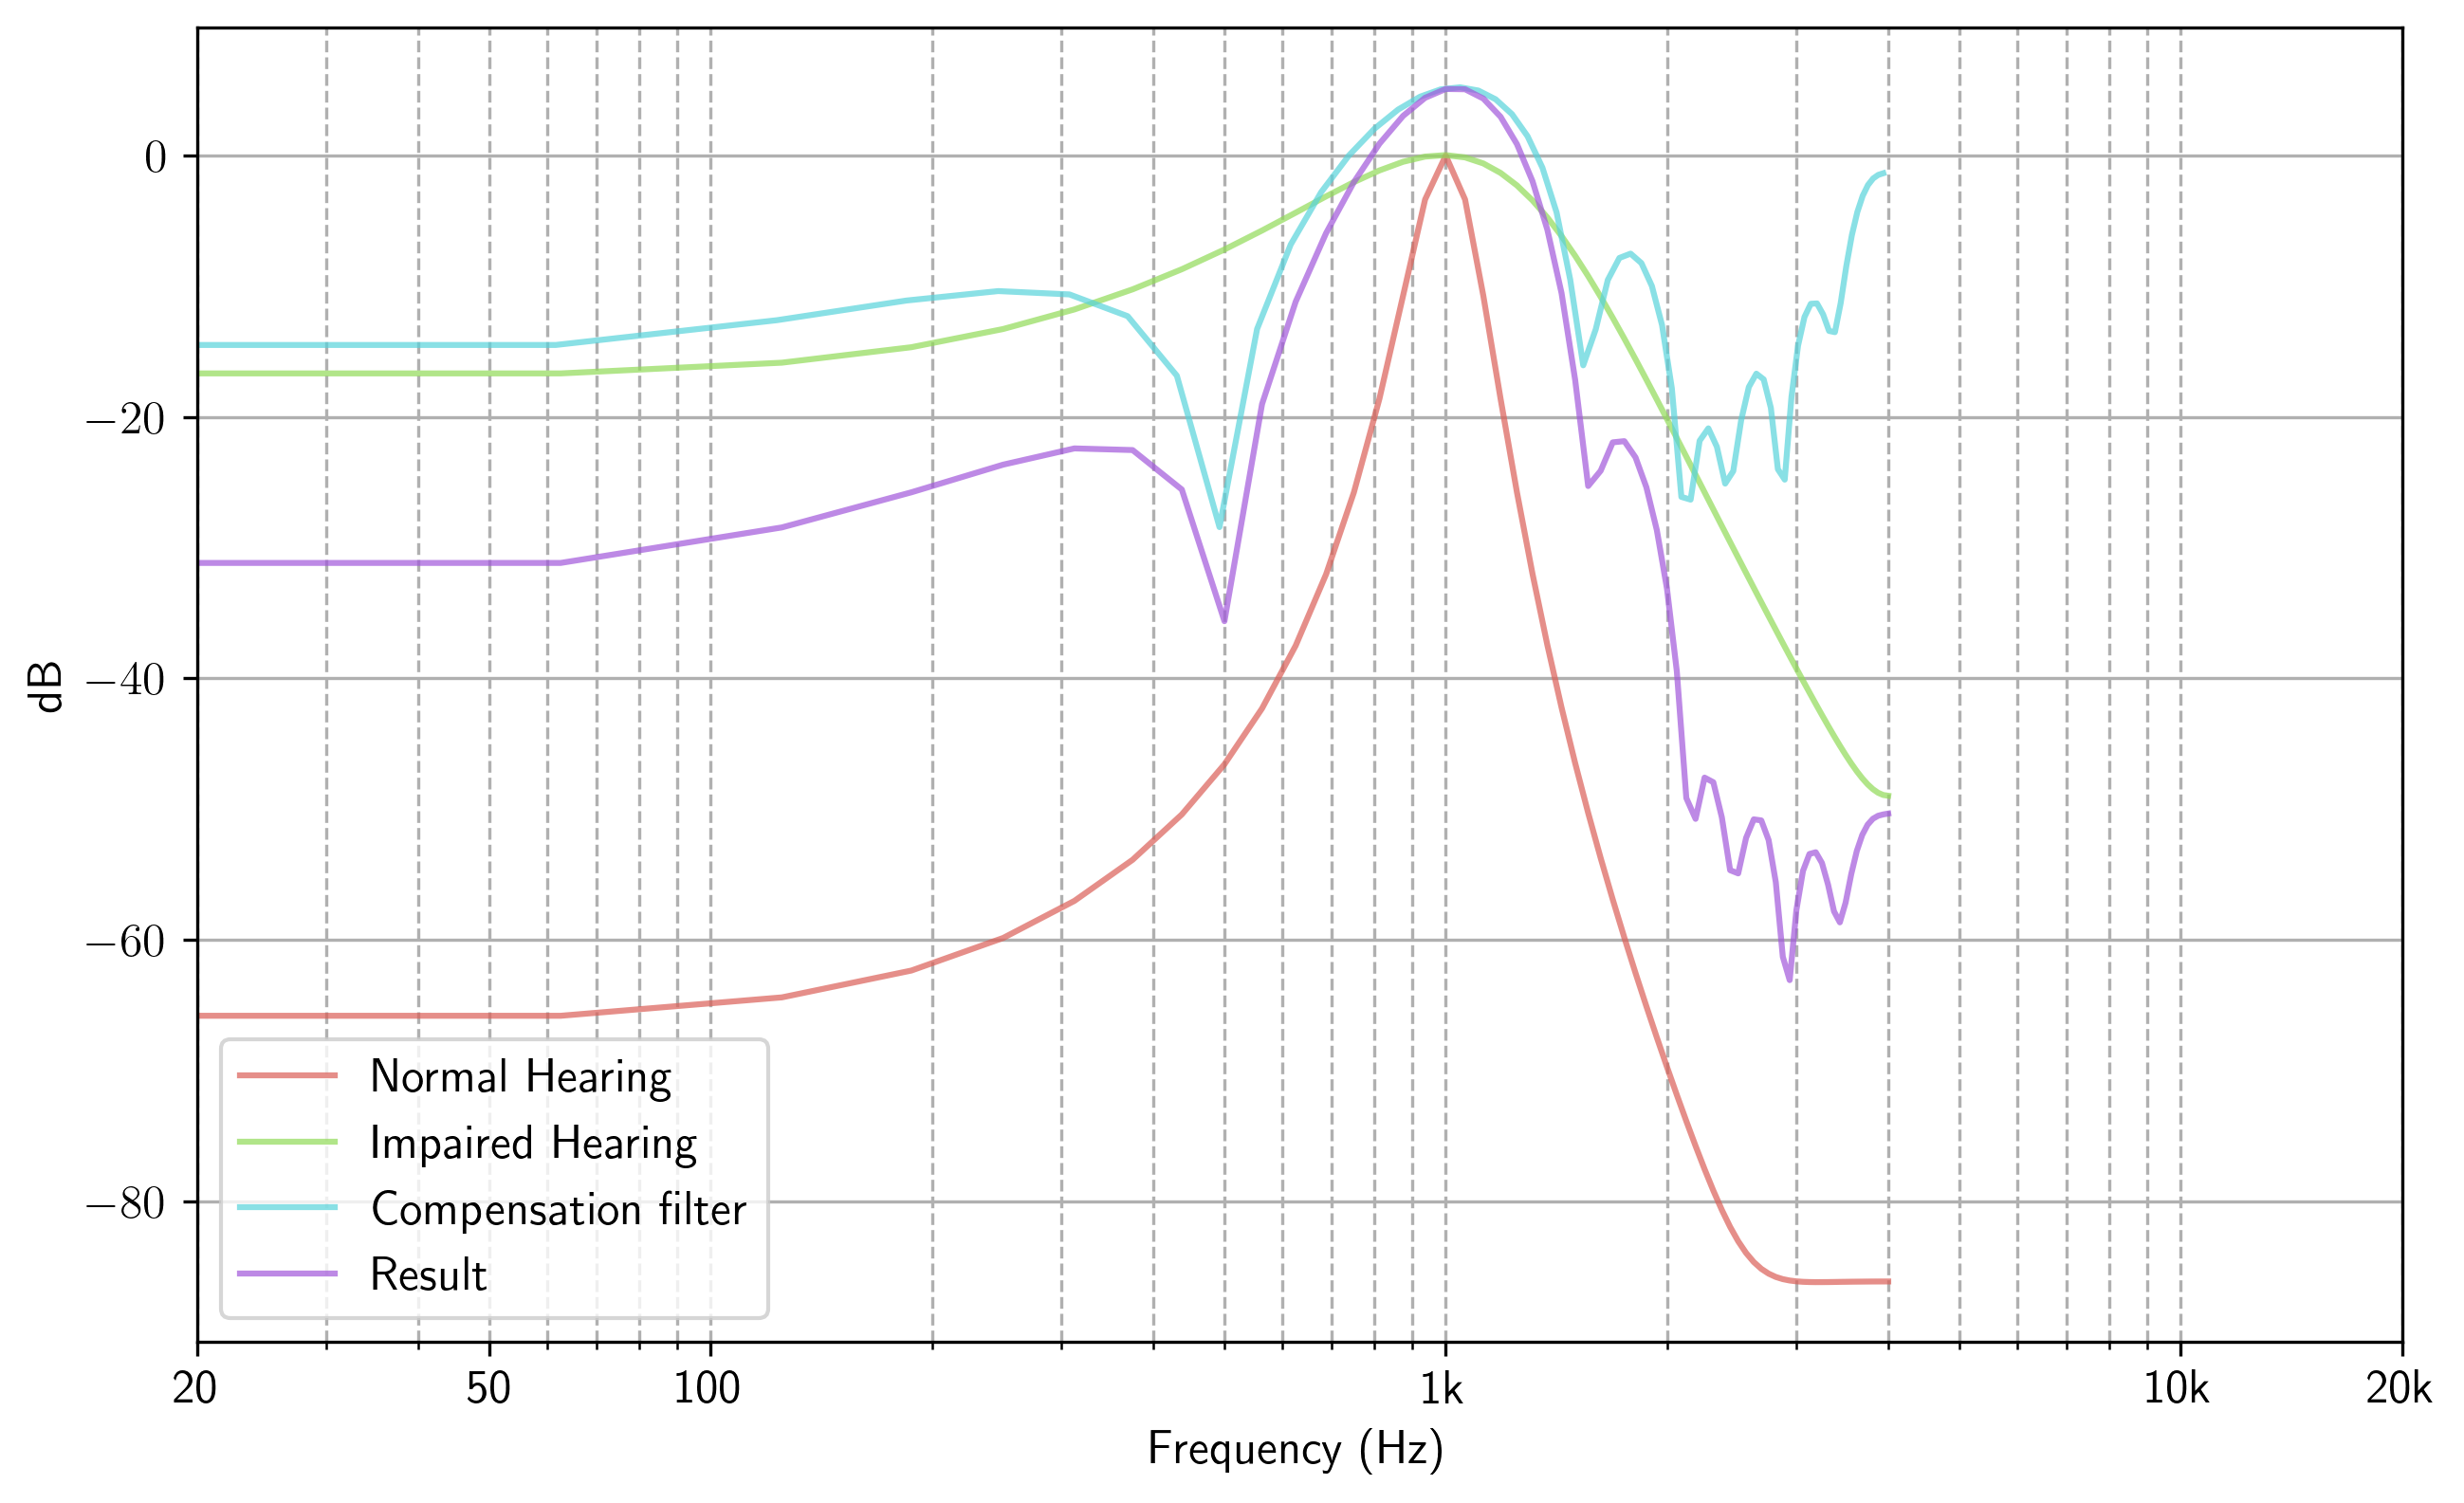 0
−20
−40
−60
−80
dB
Normal Hearing
Impaired Hearing
Compensation filter
Result
20 50 100 1k 10k 20k
Frequency (Hz)